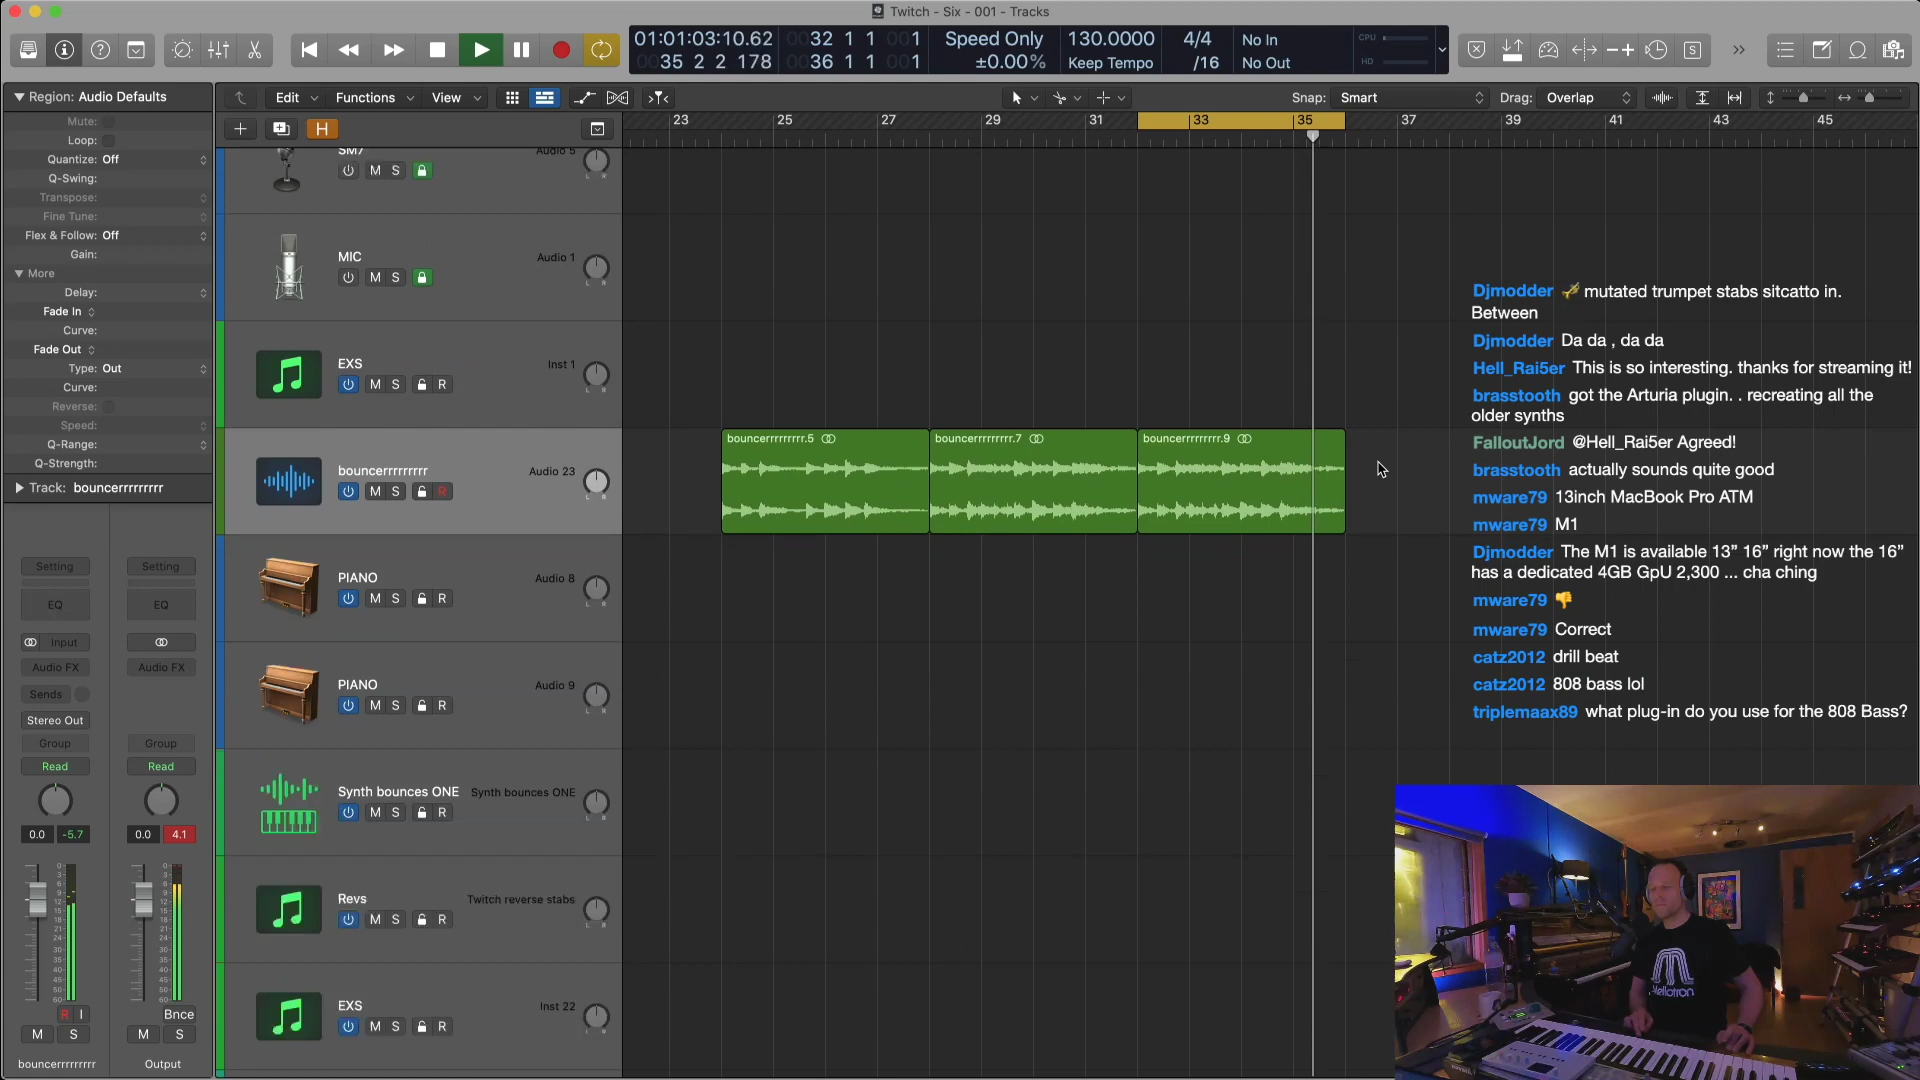 Twitch - Six - 001 - Tracks
01:01:03:10.62
0035 2 2 178
0032 1 1 001
0036 1 1 001
Speed Only
±0.00%
130.0000
Keep Tempo
4/4
/16
No In
No Out
CPU
HD
S
Region: Audio Defaults
Mute:
Loop:
Quantize: Off
Q-Swing:
Transpose:
Fine Tune:
Flex & Follow: Off
Gain:
More
Delay:
Fade In
Curve:
Fade Out
Type: Out
Curve:
Reverse:
Speed:
Q-Range:
Q-Strength:
Track: bouncerrrrrrrrr
Setting Setting
EQ EQ
Input
Audio FX Audio FX
Sends
Stereo Out
Group Group
Read Read
0.0 -5.7 0.0 4.1
R I Bnce
M S M S
bouncerrrrrrrrr Output
Edit Functions View
Snap: Smart Drag: Overlap
H
23 25 27 29 31 33 35 37 39 41 43 45
SM7 Audio 5
M S
MIC Audio 1
M S
EXS Inst 1
M S R
bouncerrrrrrrrr Audio 23
M S R
bouncerrrrrrrrr.5 bouncerrrrrrrrr.7 bouncerrrrrrrrr.9
PIANO Audio 8
M S R
PIANO Audio 9
M S R
Synth bounces ONE Synth bounces ONE
M S R
Revs Twitch reverse stabs
M S R
EXS Inst 22
M S R
Djmodder 🎺 mutated trumpet stabs sitcatto in.
Between
Djmodder Da da , da da
Hell_Rai5er This is so interesting. thanks for streaming it!
brasstooth got the Arturia plugin. . recreating all the
older synths
FalloutJord @Hell_Rai5er Agreed!
brasstooth actually sounds quite good
mware79 13inch MacBook Pro ATM
mware79 M1
Djmodder The M1 is available 13” 16” right now the 16”
has a dedicated 4GB GpU 2,300 ... cha ching
mware79 👎
mware79 Correct
catz2012 drill beat
catz2012 808 bass lol
triplemaax89 what plug-in do you use for the 808 Bass?
Mellotron